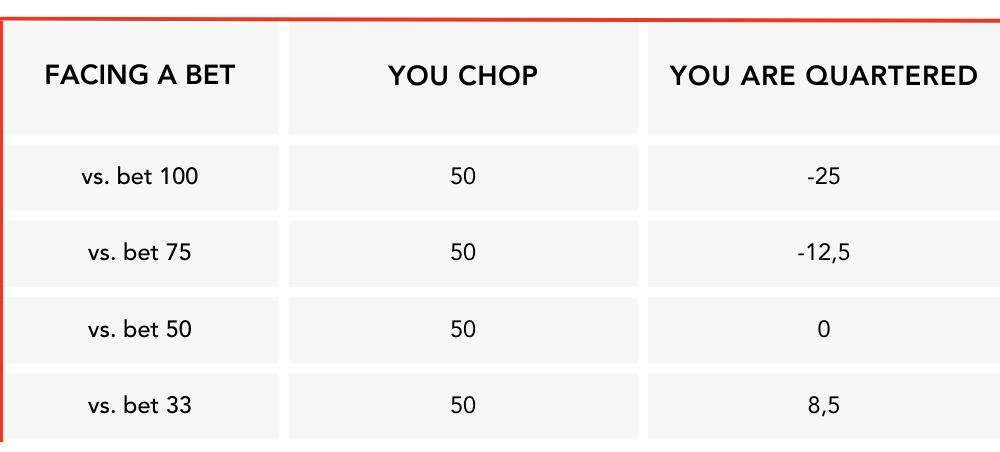 FACING A BET YOU CHOP YOU ARE QUARTERED
vs. bet 100 50 -25
vs. bet 75 50 -12,5
vs. bet 50 50 0
vs. bet 33 50 8,5